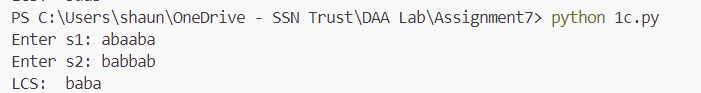 PS C:\Users\shaun\OneDrive - SSN Trust\DAA Lab\Assignment7> python 1c.py
Enter s1: abaaba
Enter s2: babbab
LCS:  baba